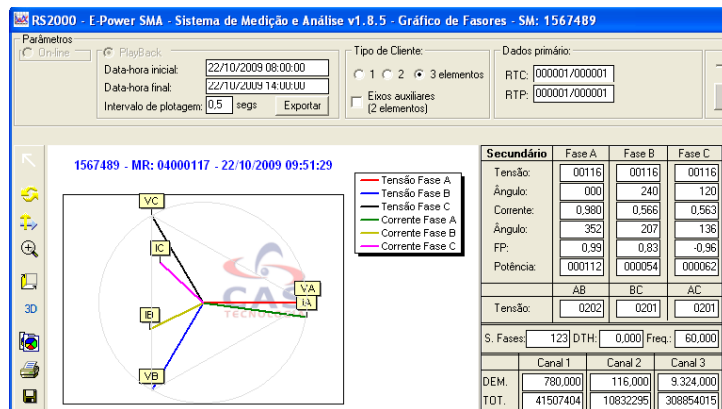 RS2000 - E-Power SMA - Sistema de Medição e Análise v1.8.5 - Gráfico de Fasores - SM: 1567489
Parâmetros
On-line
PlayBack
Data-hora inicial: 22/10/2009 08:00:00
Data-hora final: 22/10/2009 14:00:00
Intervalo de plotagem: 0,5 segs Exportar
Tipo de Cliente:
1 2 3 elementos
Eixos auxiliares
(2 elementos)
Dados primário:
RTC: 000001/000001
RTP: 000001/000001
1567489 - MR: 04000117 - 22/10/2009 09:51:29
Tensão Fase A
Tensão Fase B
Tensão Fase C
Corrente Fase A
Corrente Fase B
Corrente Fase C
VC
IC
VA
IA
IB
VB
CAS
TECNOLOGIA
3D
Secundário Fase A Fase B Fase C
Tensão: 00116 00116 00116
Ângulo: 000 240 120
Corrente: 0,980 0,566 0,563
Ângulo: 352 207 136
FP: 0,99 0,83 -0,96
Potência: 000112 000054 000062
AB BC AC
Tensão: 0202 0201 0201
S. Fases: 123 DTH: 0,000 Freq.: 60,000
Canal 1 Canal 2 Canal 3
DEM. 780,000 116,000 9.324,000
TOT. 41507404 10832295 308854015